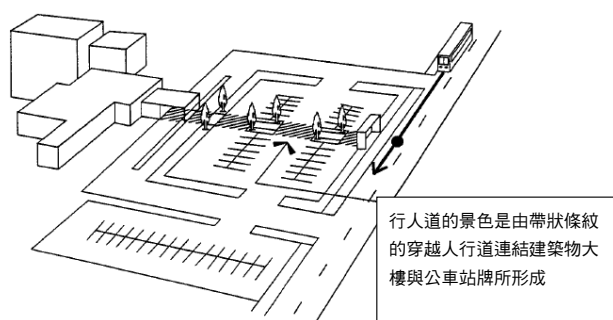 行人道的景色是由帶狀條紋
的穿越人行道連結建築物大
樓與公車站牌所形成